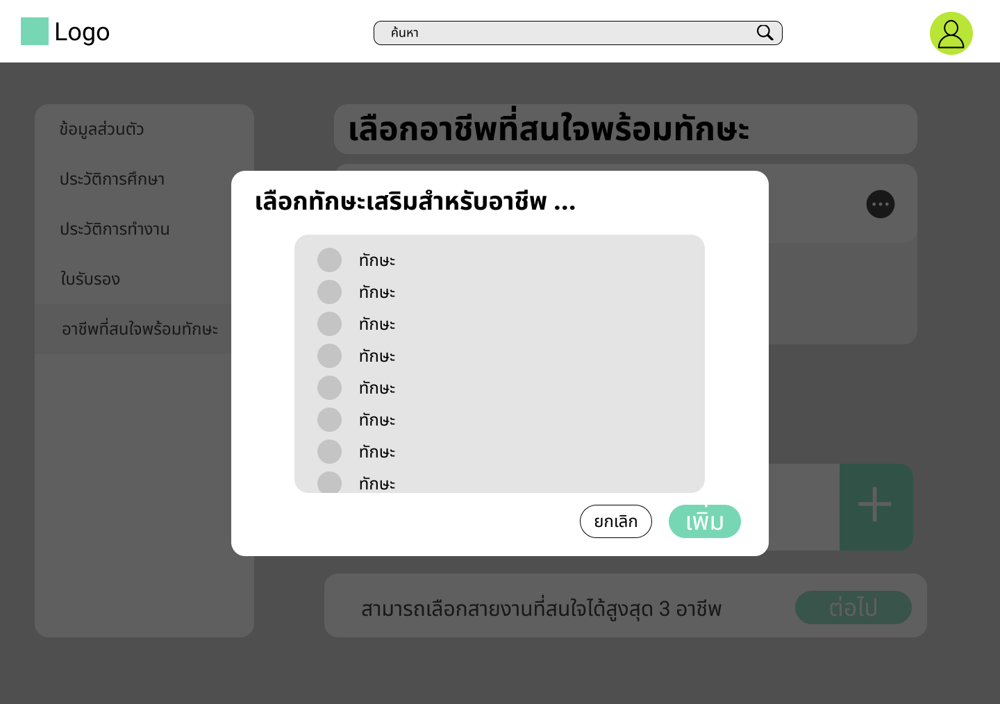 Logo
ค้นหา
ข้อมูลส่วนตัว
ประวัติการศึกษา
ประวัติการทำงาน
ใบรับรอง
อาชีพที่สนใจพร้อมทักษะ
เลือกอาชีพที่สนใจพร้อมทักษะ
เลือกทักษะเสริมสำหรับอาชีพ ...
ทักษะ
ทักษะ
ทักษะ
ทักษะ
ทักษะ
ทักษะ
ทักษะ
ทักษะ
ยกเลิก
เพิ่ม
สามารถเลือกสายงานที่สนใจได้สูงสุด 3 อาชีพ
ต่อไป